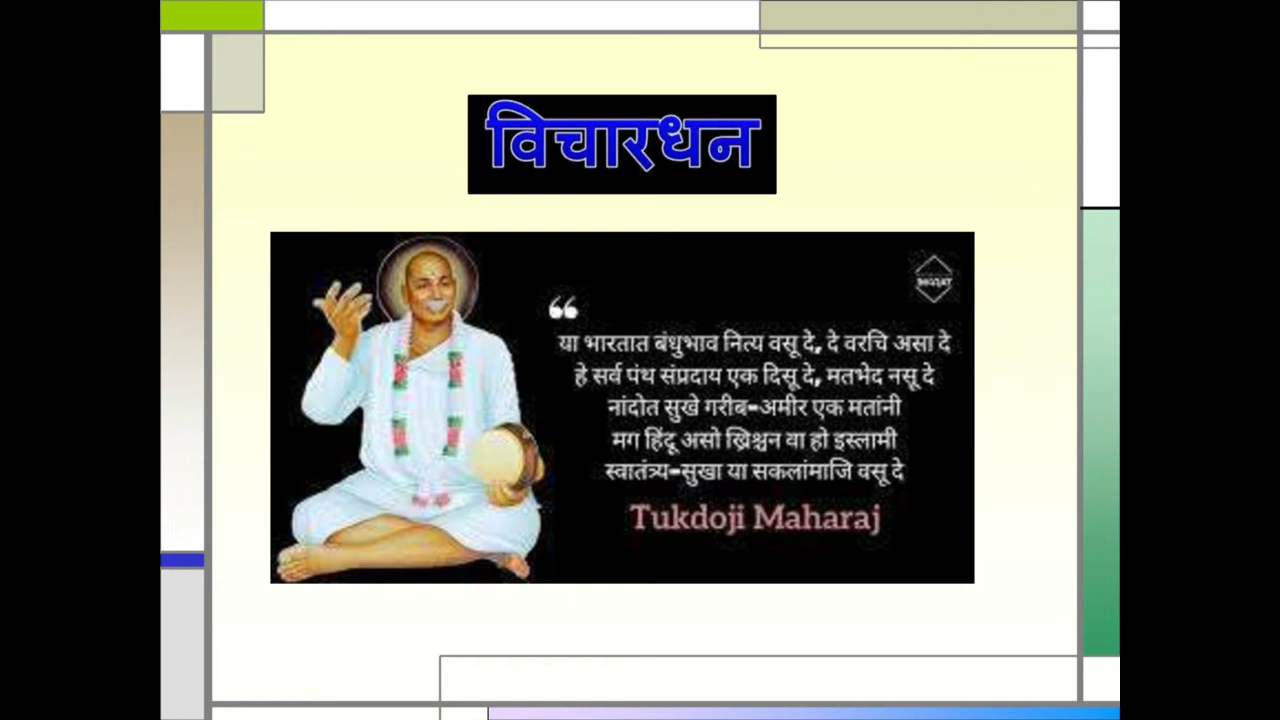 विचारधन
“
या भारतात बंधुभाव नित्य वसू दे, दे वरचि असा दे
हे सर्व पंथ संप्रदाय एक दिसू दे, मतभेद नसू दे
नांदोत सुखे गरीब-अमीर एक मतांनी
मग हिंदू असो ख्रिश्चन वा हो इस्लामी
स्वातंत्र्य-सुखा या सकलांमाजि वसू दे
Tukdoji Maharaj